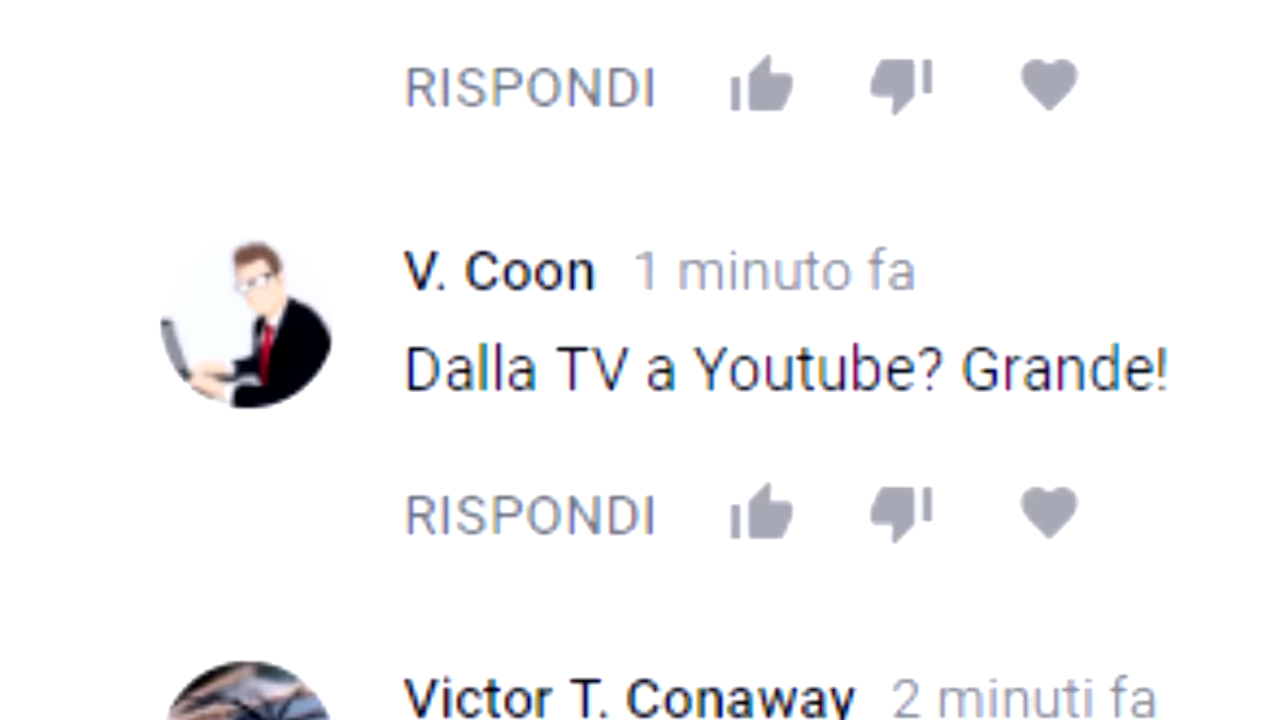 RISPONDI
V. Coon 1 minuto fa
Dalla TV a Youtube? Grande!
RISPONDI
Victor T. Conaway 2 minuti fa